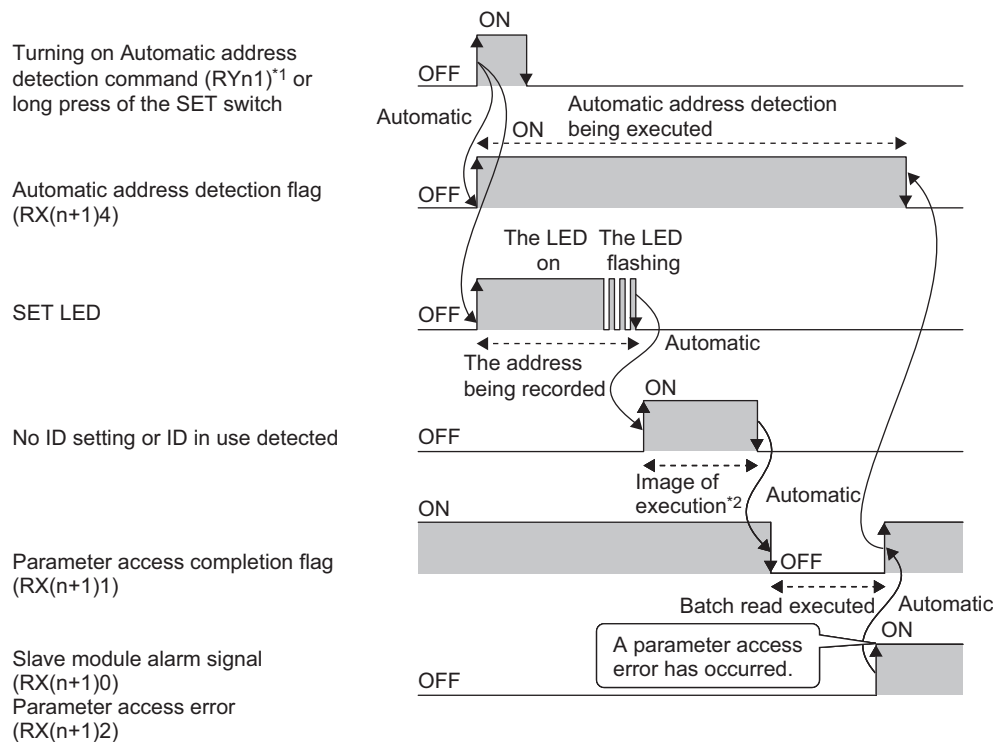 ON
Turning on Automatic address
detection command (RYn1)*1 or
long press of the SET switch
OFF
Automatic
Automatic address detection
being executed
ON
Automatic address detection flag
(RX(n+1)4)
OFF
The LED
on
The LED
flashing
SET LED
OFF
Automatic
The address
being recorded
ON
No ID setting or ID in use detected
OFF
Image of
execution*2
Automatic
ON
Parameter access completion flag
(RX(n+1)1)
OFF
Batch read executed
Automatic
ON
A parameter access
error has occurred.
Slave module alarm signal
(RX(n+1)0)
Parameter access error
(RX(n+1)2)
OFF